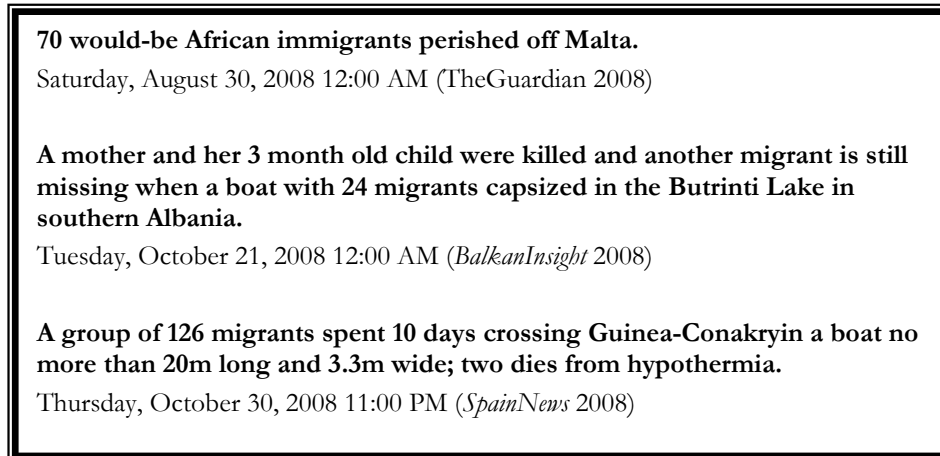 70 would-be African immigrants perished off Malta.
Saturday, August 30, 2008 12:00 AM (TheGuardian 2008)
A mother and her 3 month old child were killed and another migrant is still
missing when a boat with 24 migrants capsized in the Butrinti Lake in
southern Albania.
Tuesday, October 21, 2008 12:00 AM (BalkanInsight 2008)
A group of 126 migrants spent 10 days crossing Guinea-Conakryin a boat no
more than 20m long and 3.3m wide; two dies from hypothermia.
Thursday, October 30, 2008 11:00 PM (SpainNews 2008)